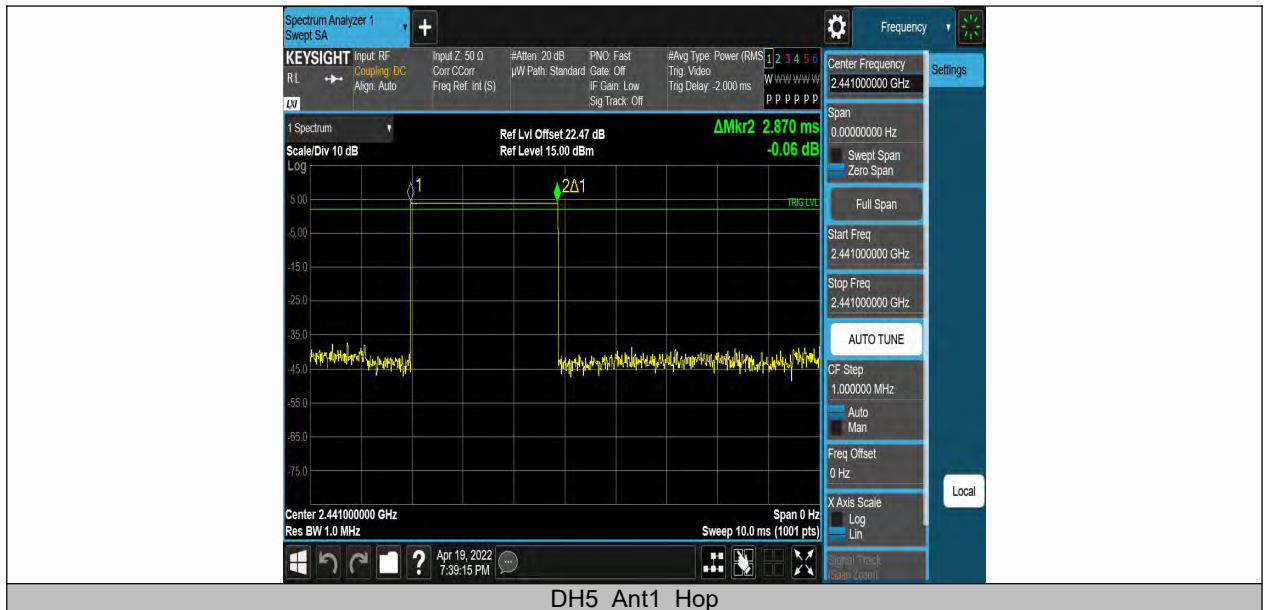 Spectrum Analyzer 1
Swept SA
+
Frequency
KEYSIGHT
RL
LXI
Input: RF
Coupling: DC
Align: Auto
Input Z: 50 Ω
Corr CCorr
Freq Ref: Int (S)
#Atten: 20 dB
µW Path: Standard
PNO: Fast
Gate: Off
IF Gain: Low
Sig Track: Off
#Avg Type: Power (RMS
Trig: Video
Trig Delay: -2.000 ms
1 2 3 4 5 6
W W W W W W
P P P P P P
1 Spectrum
Scale/Div 10 dB
Ref Lvl Offset 22.47 dB
Ref Level 15.00 dBm
ΔMkr2 2.870 ms
-0.06 dB
Log
1
2Δ1
TRIG LVL
5.00
-5.00
-15.0
-25.0
-35.0
-45.0
-55.0
-65.0
-75.0
Center 2.441000000 GHz
Res BW 1.0 MHz
Span 0 Hz
Sweep 10.0 ms (1001 pts)
Apr 19, 2022
7:39:15 PM
?
Center Frequency
2.441000000 GHz
Settings
Span
0.00000000 Hz
Swept Span
Zero Span
Full Span
Start Freq
2.441000000 GHz
Stop Freq
2.441000000 GHz
AUTO TUNE
CF Step
1.000000 MHz
Auto
Man
Freq Offset
0 Hz
X Axis Scale
Log
Lin
Signal Track
(Span Zoom)
Local
DH5_Ant1_Hop